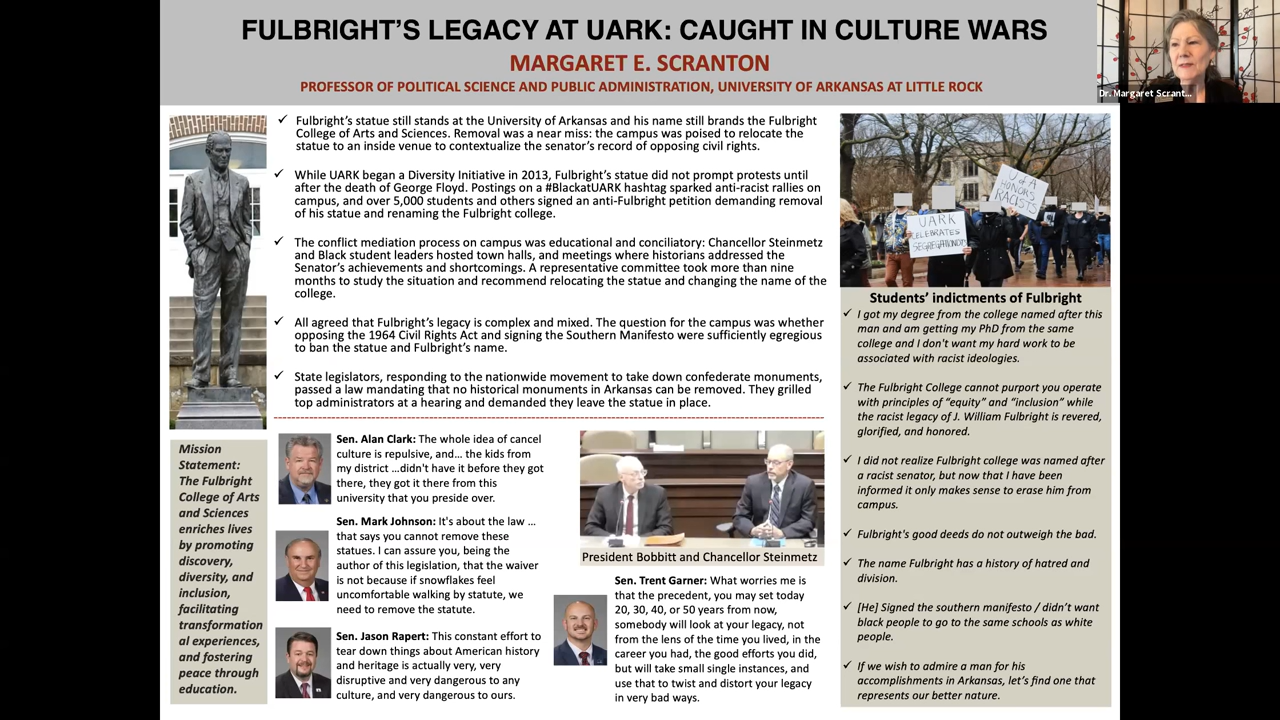 FULBRIGHT'S LEGACY AT UARK: CAUGHT IN CULTURE WARS
MARGARET E. SCRANTON
PROFESSOR OF POLITICAL SCIENCE AND PUBLIC ADMINISTRATION, UNIVERSITY OF ARKANSAS AT LITTLE ROCK
Dr. Margaret Scrant...
✓ Fulbright's statue still stands at the University of Arkansas and his name still brands the Fulbright
College of Arts and Sciences. Removal was a near miss: the campus was poised to relocate the
statue to an inside venue to contextualize the senator's record of opposing civil rights.
✓ While UARK began a Diversity Initiative in 2013, Fulbright's statue did not prompt protests until
after the death of George Floyd. Postings on a #BlackatUARK hashtag sparked anti-racist rallies on
campus, and over 5,000 students and others signed an anti-Fulbright petition demanding removal
of his statue and renaming the Fulbright college.
✓ The conflict mediation process on campus was educational and conciliatory: Chancellor Steinmetz
and Black student leaders hosted town halls, and meetings where historians addressed the
Senator's achievements and shortcomings. A representative committee took more than nine
months to study the situation and recommend relocating the statue and changing the name of the
college.
✓ All agreed that Fulbright's legacy is complex and mixed. The question for the campus was whether
opposing the 1964 Civil Rights Act and signing the Southern Manifesto were sufficiently egregious
to ban the statue and Fulbright's name.
✓ State legislators, responding to the nationwide movement to take down confederate monuments,
passed a law mandating that no historical monuments in Arkansas can be removed. They grilled
top administrators at a hearing and demanded they leave the statue in place.
Mission
Statement:
The Fulbright
College of Arts
and Sciences
enriches lives
by promoting
discovery,
diversity, and
inclusion,
facilitating
transformation
al experiences,
and fostering
peace through
education.
Sen. Alan Clark: The whole idea of cancel
culture is repulsive, and... the kids from
my district ...didn't have it before they got
there, they got it there from this
university that you preside over.
Sen. Mark Johnson: It's about the law ...
that says you cannot remove these
statues. I can assure you, being the
author of this legislation, that the waiver
is not because if snowflakes feel
uncomfortable walking by statute, we
need to remove the statute.
Sen. Jason Rapert: This constant effort to
tear down things about American history
and heritage is actually very, very
disruptive and very dangerous to any
culture, and very dangerous to ours.
President Bobbitt and Chancellor Steinmetz
Sen. Trent Garner: What worries me is
that the precedent, you may set today
20, 30, 40, or 50 years from now,
somebody will look at your legacy,
not from the lens of the time you lived, in the
career you had, the good efforts you did,
but will take small single instances, and
use that to twist and distort your legacy
in very bad ways.
UARK
CELEBRATES
SEGREGATION
U of A
HONORS
RACISTS
Students' indictments of Fulbright
✓ I got my degree from the college named after this
man and am getting my PhD from the same
college and I don't want my hard work to be
associated with racist ideologies.
✓ The Fulbright College cannot purport you operate
with principles of "equity" and "inclusion" while
the racist legacy of J. William Fulbright is revered,
glorified, and honored.
✓ I did not realize Fulbright college was named after
a racist senator, but now that I have been
informed it only makes sense to erase him from
campus.
✓ Fulbright's good deeds do not outweigh the bad.
✓ The name Fulbright has a history of hatred and
division.
✓ [He] Signed the southern manifesto / didn't want
black people to go to the same schools as white
people.
✓ If we wish to admire a man for his
accomplishments in Arkansas, let's find one that
represents our better nature.